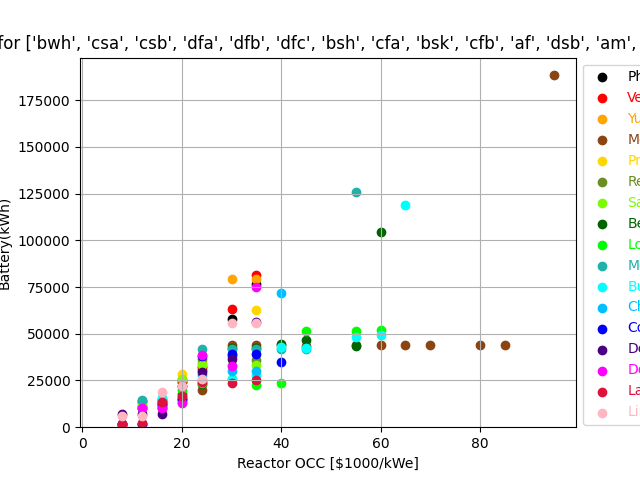 for ['bwh', 'csa', 'csb', 'dfa', 'dfb', 'dfc', 'bsh', 'cfa', 'bsk', 'cfb', 'af', 'dsb', 'am',
175000
150000
125000
100000
75000
50000
25000
0
Battery(kWh)
0 20 40 60 80
Reactor OCC [$1000/kWe]
Ph
Ve
Yu
M
Pr
Re
Sa
Be
Lo
M
Bu
Ch
Co
De
De
La
Li